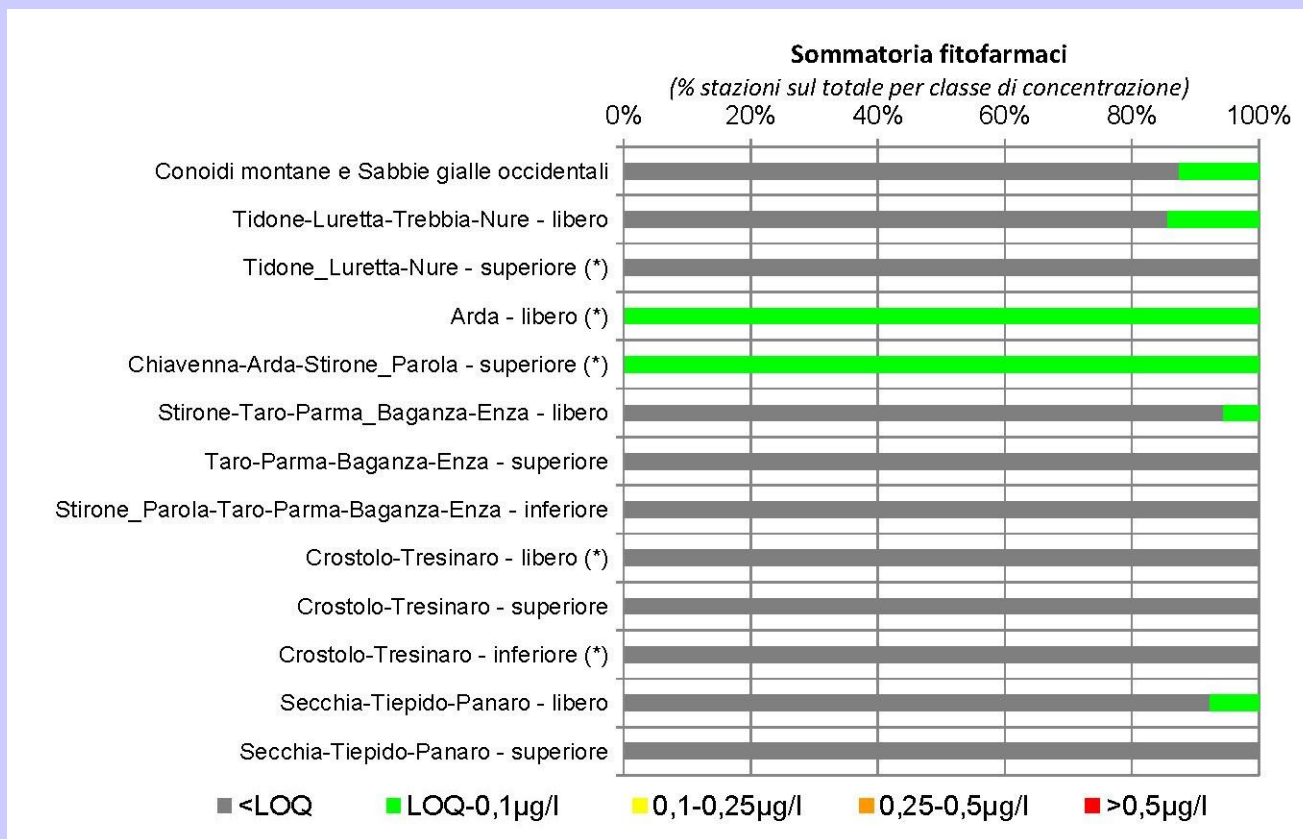 Sommatoria fitofarmaci
(% stazioni sul totale per classe di concentrazione)
0% 20% 40% 60% 80% 100%
Conoidi montane e Sabbie gialle occidentali
Tidone-Luretta-Trebbia-Nure - libero
Tidone_Luretta-Nure - superiore (*)
Arda - libero (*)
Chiavenna-Arda-Stirone_Parola - superiore (*)
Stirone-Taro-Parma_Baganza-Enza - libero
Taro-Parma-Baganza-Enza - superiore
Stirone_Parola-Taro-Parma-Baganza-Enza - inferiore
Crostolo-Tresinaro - libero (*)
Crostolo-Tresinaro - superiore
Crostolo-Tresinaro - inferiore (*)
Secchia-Tiepido-Panaro - libero
Secchia-Tiepido-Panaro - superiore
<LOQ LOQ-0,1µg/l 0,1-0,25µg/l 0,25-0,5µg/l >0,5µg/l